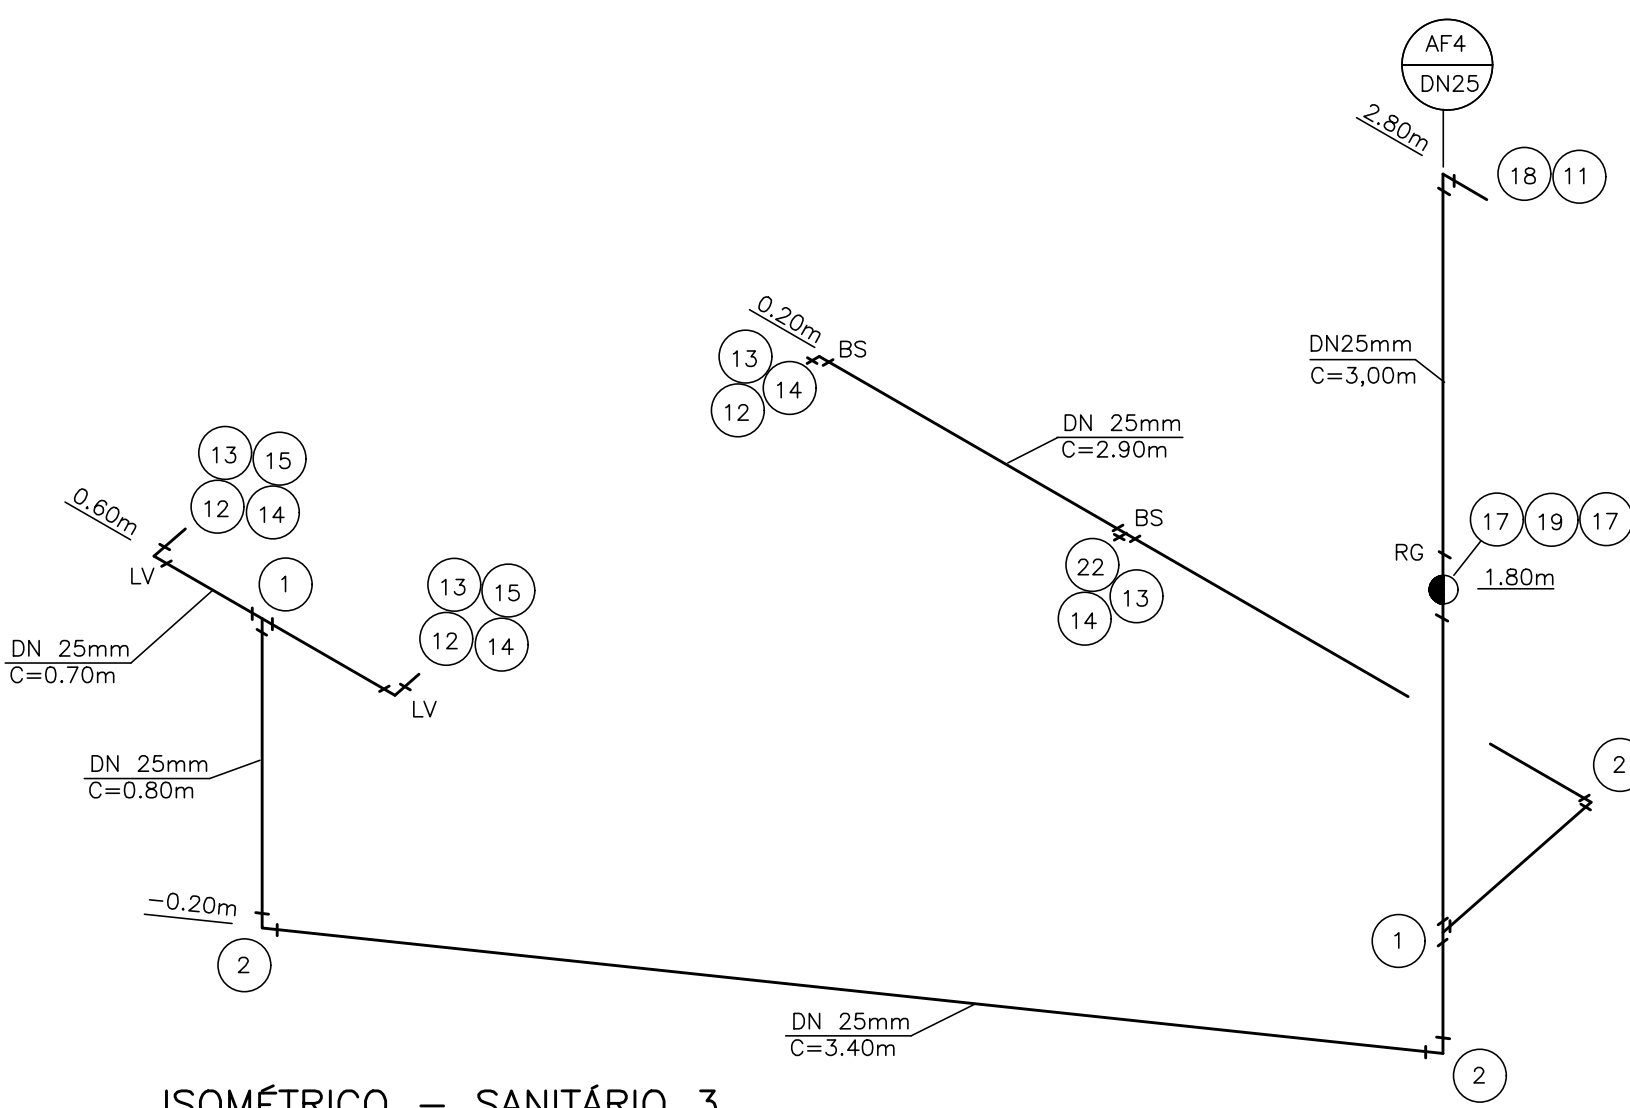 AF4
DN25
2.80m
18 11
0.20m
BS
13
14
12
DN25mm
C=3,00m
DN 25mm
C=2.90m
13 15
12 14
0.60m
LV
1
BS
22
13
14
17 19 17
RG
1.80m
13 15
12 14
LV
DN 25mm
C=0.70m
DN 25mm
C=0.80m
2
-0.20m
2
1
DN 25mm
C=3.40m
2
ISOMÉTRICO - SANITÁRIO 3